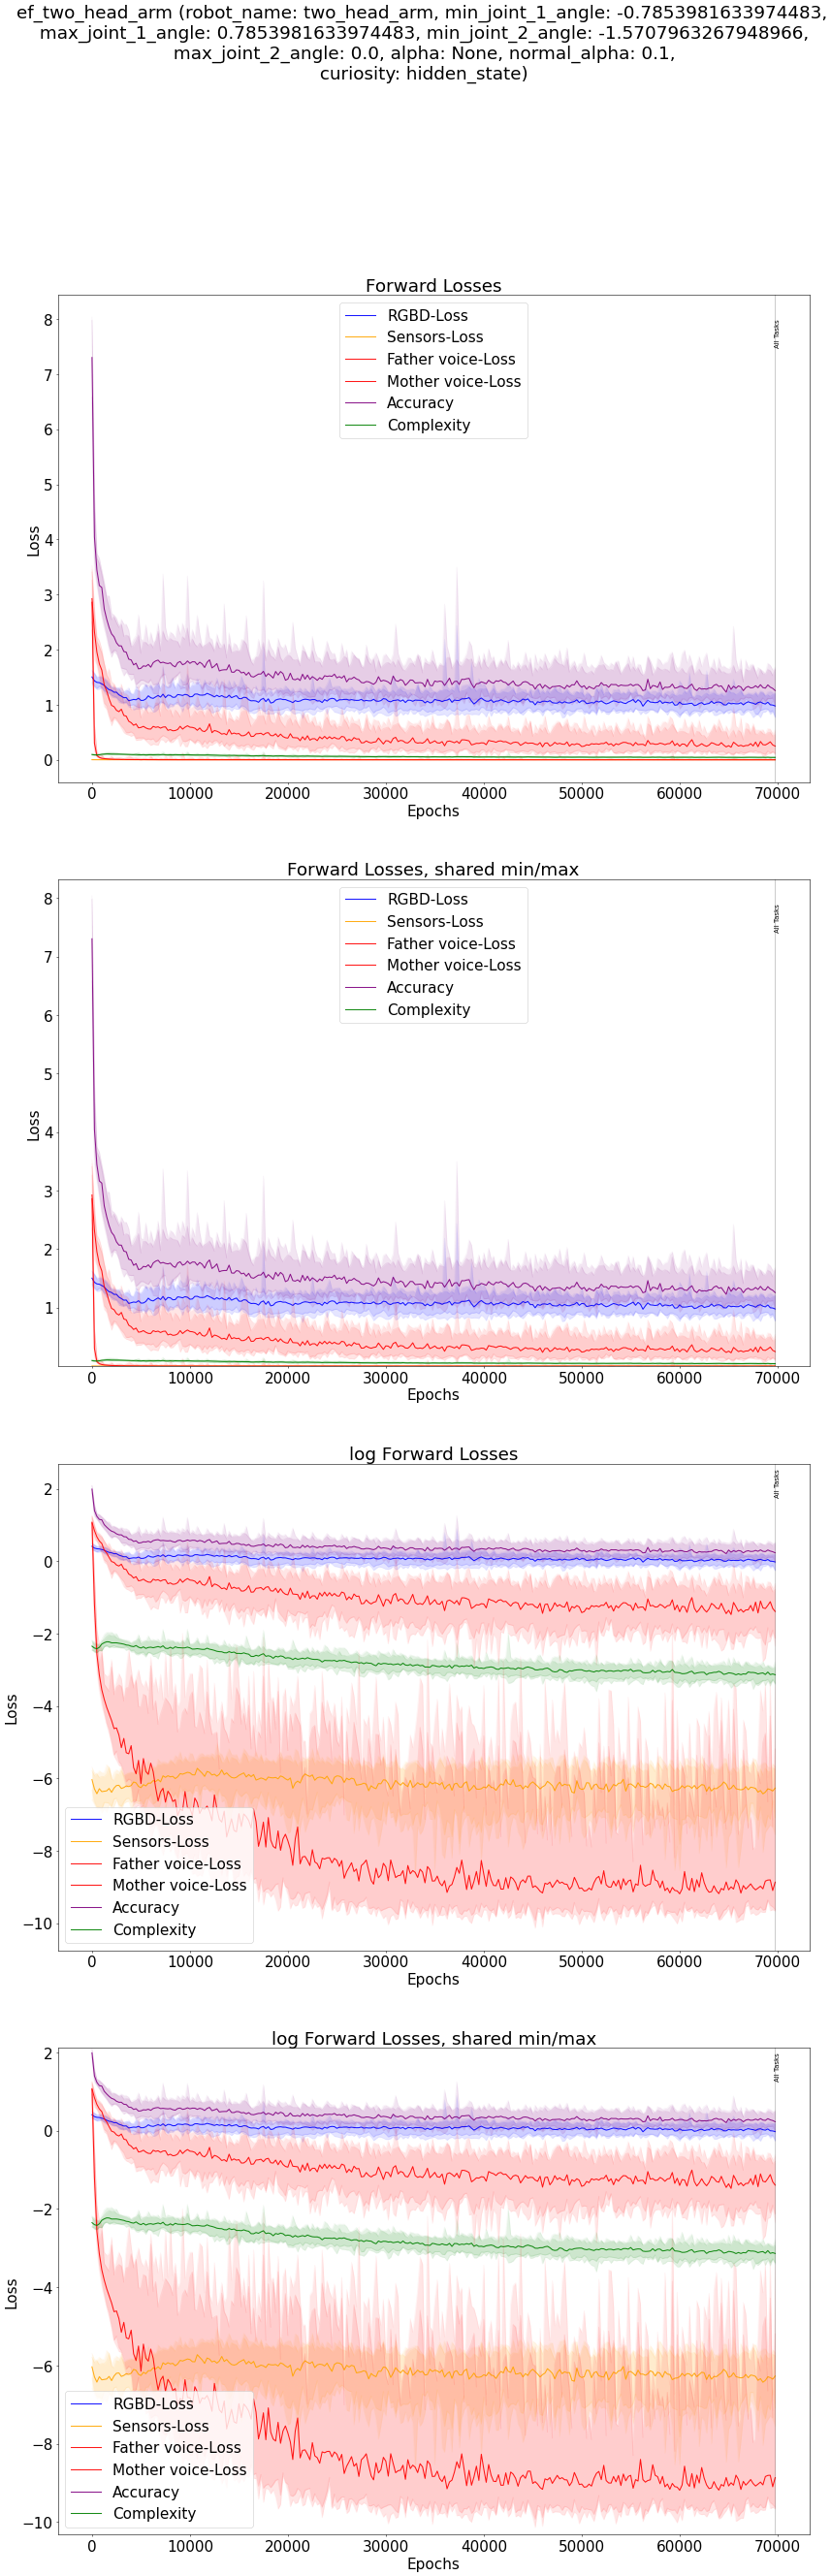 ef_two_head_arm (robot_name: two_head_arm, min_joint_1_angle: -0.7853981633974483,
max_joint_1_angle: 0.7853981633974483, min_joint_2_angle: -1.5707963267948966,
max_joint_2_angle: 0.0, alpha: None, normal_alpha: 0.1,
curiosity: hidden_state)
Forward Losses
RGBD-Loss
Sensors-Loss
Father voice-Loss
Mother voice-Loss
Accuracy
Complexity
All Tasks
8
7
6
5
4
3
2
1
0
Loss
0 10000 20000 30000 40000 50000 60000 70000
Epochs
Forward Losses, shared min/max
RGBD-Loss
Sensors-Loss
Father voice-Loss
Mother voice-Loss
Accuracy
Complexity
All Tasks
8
7
6
5
4
3
2
1
Loss
0 10000 20000 30000 40000 50000 60000 70000
Epochs
log Forward Losses
All Tasks
2
0
−2
−4
−6
−8
−10
Loss
RGBD-Loss
Sensors-Loss
Father voice-Loss
Mother voice-Loss
Accuracy
Complexity
0 10000 20000 30000 40000 50000 60000 70000
Epochs
log Forward Losses, shared min/max
All Tasks
2
0
−2
−4
−6
−8
−10
Loss
RGBD-Loss
Sensors-Loss
Father voice-Loss
Mother voice-Loss
Accuracy
Complexity
0 10000 20000 30000 40000 50000 60000 70000
Epochs